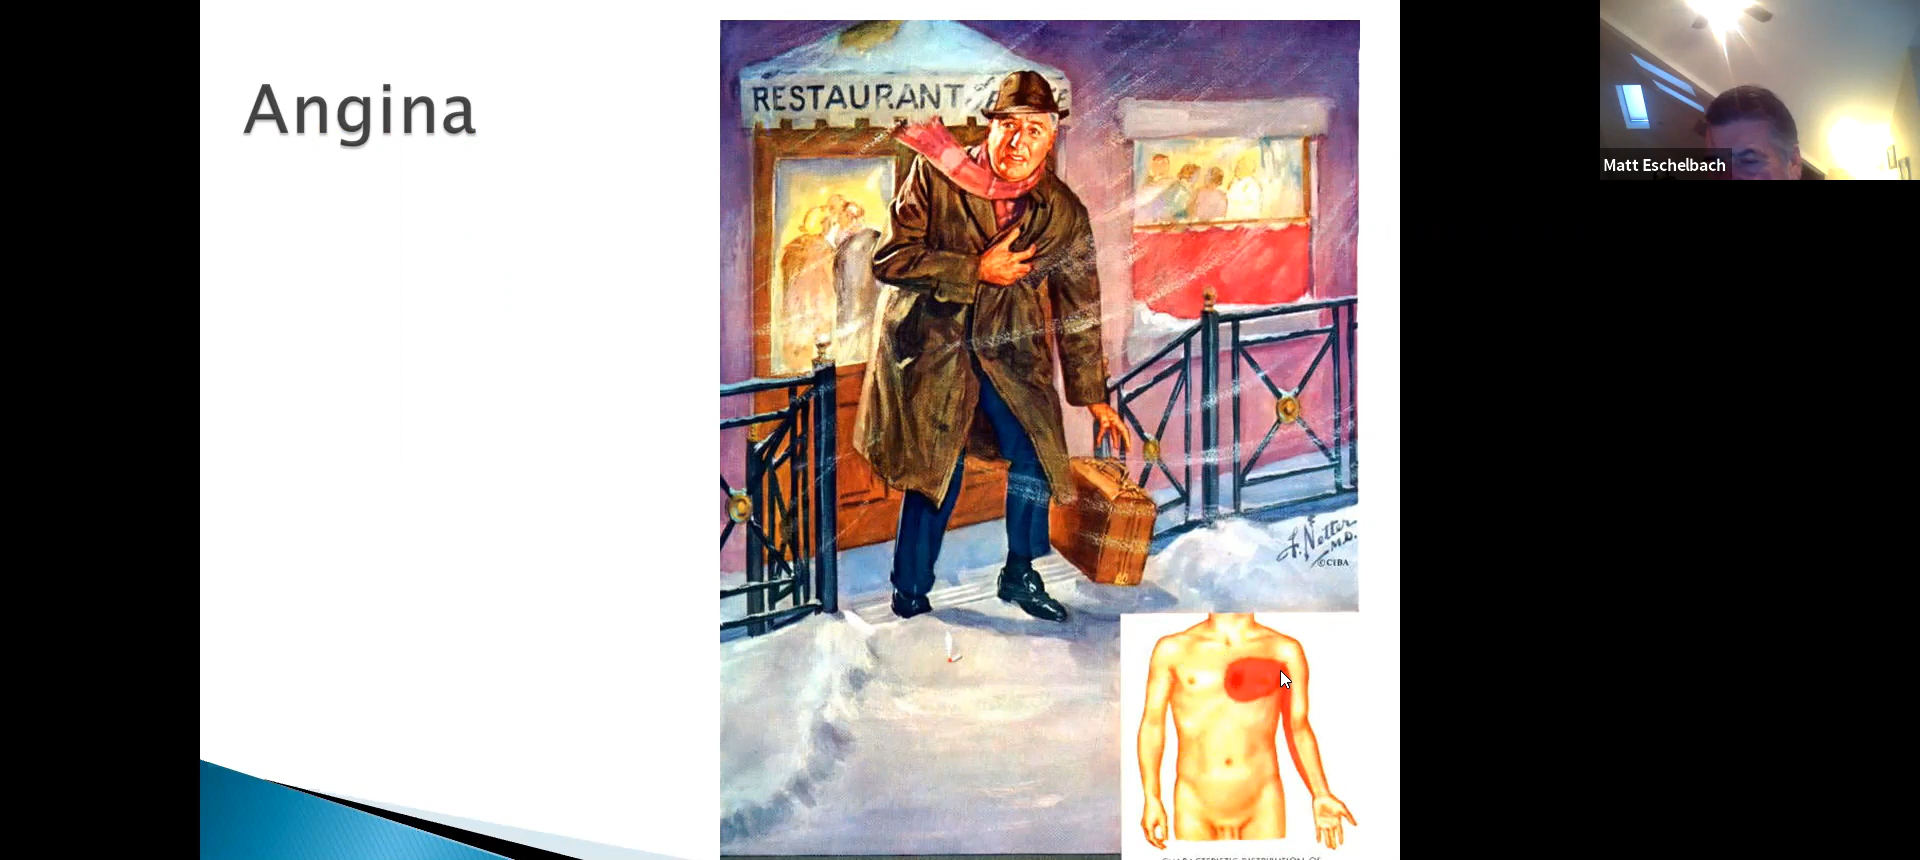 Angina
RESTAURANT
F. Netter
M.D.
©CIBA
Matt Eschelbach